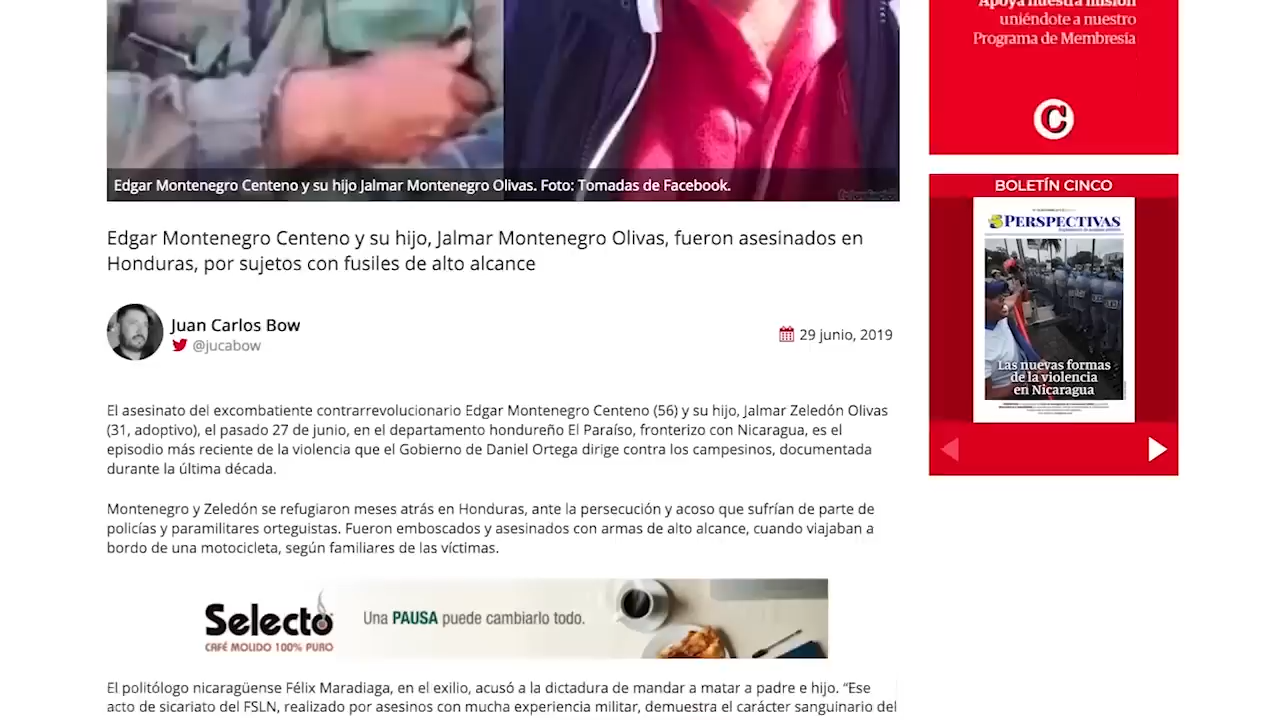 Apoya nuestra misión
uniéndote a nuestro
Programa de Membresía
C
Edgar Montenegro Centeno y su hijo Jalmar Montenegro Olivas. Foto: Tomadas de Facebook.
BOLETÍN CINCO
PERSPECTIVAS
Las nuevas formas
de la violencia
en Nicaragua
Edgar Montenegro Centeno y su hijo, Jalmar Montenegro Olivas, fueron asesinados en
Honduras, por sujetos con fusiles de alto alcance
Juan Carlos Bow
@jucabow
29 junio, 2019
El asesinato del excombatiente contrarrevolucionario Edgar Montenegro Centeno (56) y su hijo, Jalmar Zeledón Olivas
(31, adoptivo), el pasado 27 de junio, en el departamento hondureño El Paraíso, fronterizo con Nicaragua, es el
episodio más reciente de la violencia que el Gobierno de Daniel Ortega dirige contra los campesinos, documentada
durante la última década.
Montenegro y Zeledón se refugiaron meses atrás en Honduras, ante la persecución y acoso que sufrían de parte de
policías y paramilitares orteguistas. Fueron emboscados y asesinados con armas de alto alcance, cuando viajaban a
bordo de una motocicleta, según familiares de las víctimas.
Selecto
CAFÉ MOLIDO 100% PURO
Una PAUSA puede cambiarlo todo.
El politólogo nicaragüense Félix Maradiaga, en el exilio, acusó a la dictadura de mandar a matar a padre e hijo. “Ese
acto de sicariato del FSLN, realizado por asesinos con mucha experiencia militar, demuestra el carácter sanguinario del